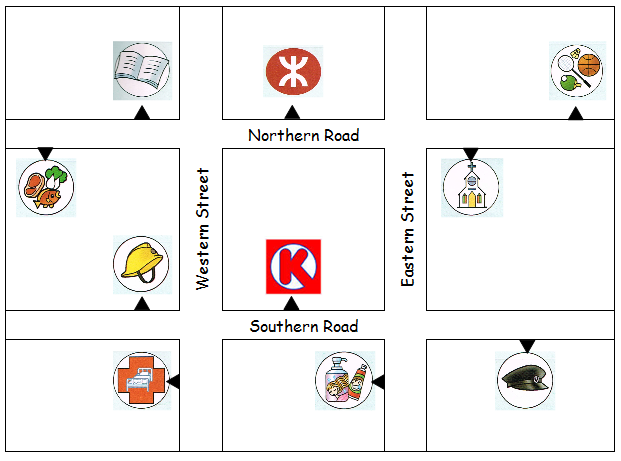 Northern Road
Western Street
Eastern Street
K
Southern Road